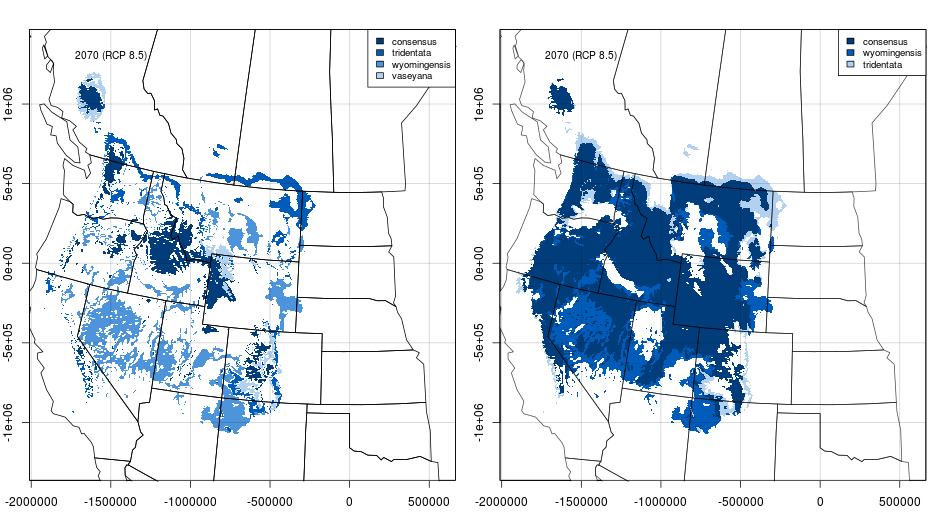 2070 (RCP 8.5)
consensus
tridentata
wyomingensis
vaseyana
1e+06
5e+05
0e+00
-5e+05
-1e+06
-2000000 -1500000 -1000000 -500000 0 500000
2070 (RCP 8.5)
consensus
wyomingensis
tridentata
1e+06
5e+05
0e+00
-5e+05
-1e+06
-2000000 -1500000 -1000000 -500000 0 500000